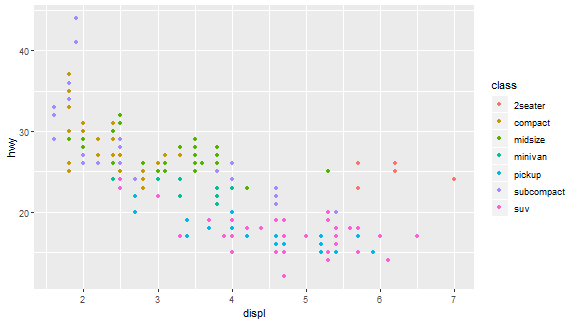 40
30
20
hwy
2
3
4
5
6
7
displ
class
2seater
compact
midsize
minivan
pickup
subcompact
suv